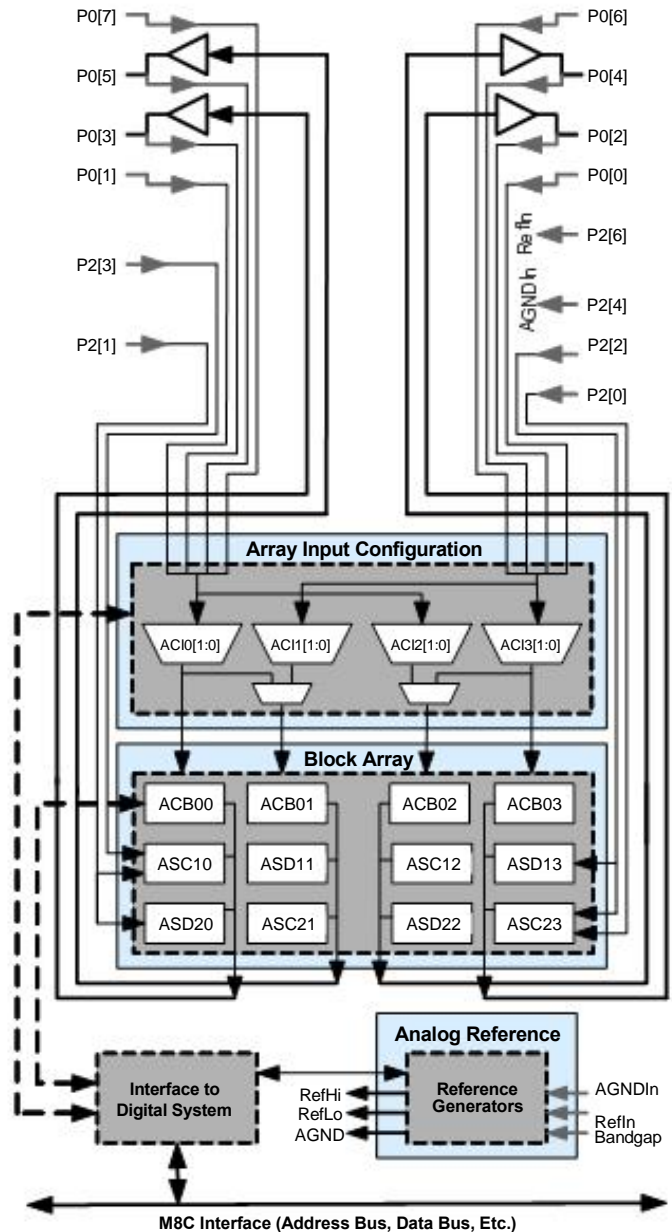 P0[7]
P0[6]
P0[5]
P0[4]
P0[3]
P0[2]
P0[1]
P0[0]
P2[3]
RefIn
P2[6]
AGNDIn
P2[4]
P2[1]
P2[2]
P2[0]
Array Input Configuration
ACI0[1:0]
ACI1[1:0]
ACI2[1:0]
ACI3[1:0]
Block Array
ACB00
ACB01
ACB02
ACB03
ASC10
ASD11
ASC12
ASD13
ASD20
ASC21
ASD22
ASC23
Analog Reference
Interface to
Digital System
Reference
Generators
RefHi
RefLo
AGND
AGNDIn
RefIn
Bandgap
M8C Interface (Address Bus, Data Bus, Etc.)